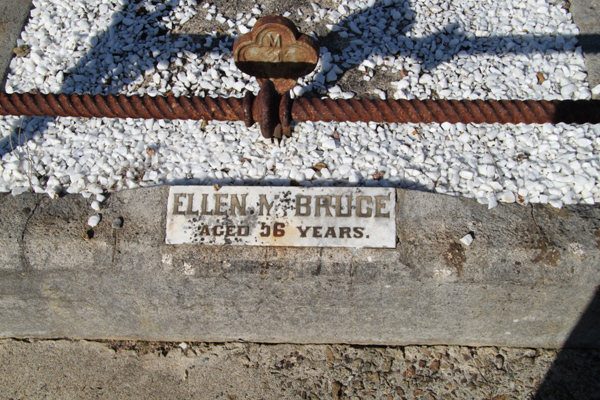 M
ELLEN. M. BRUCE
AGED 56 YEARS.